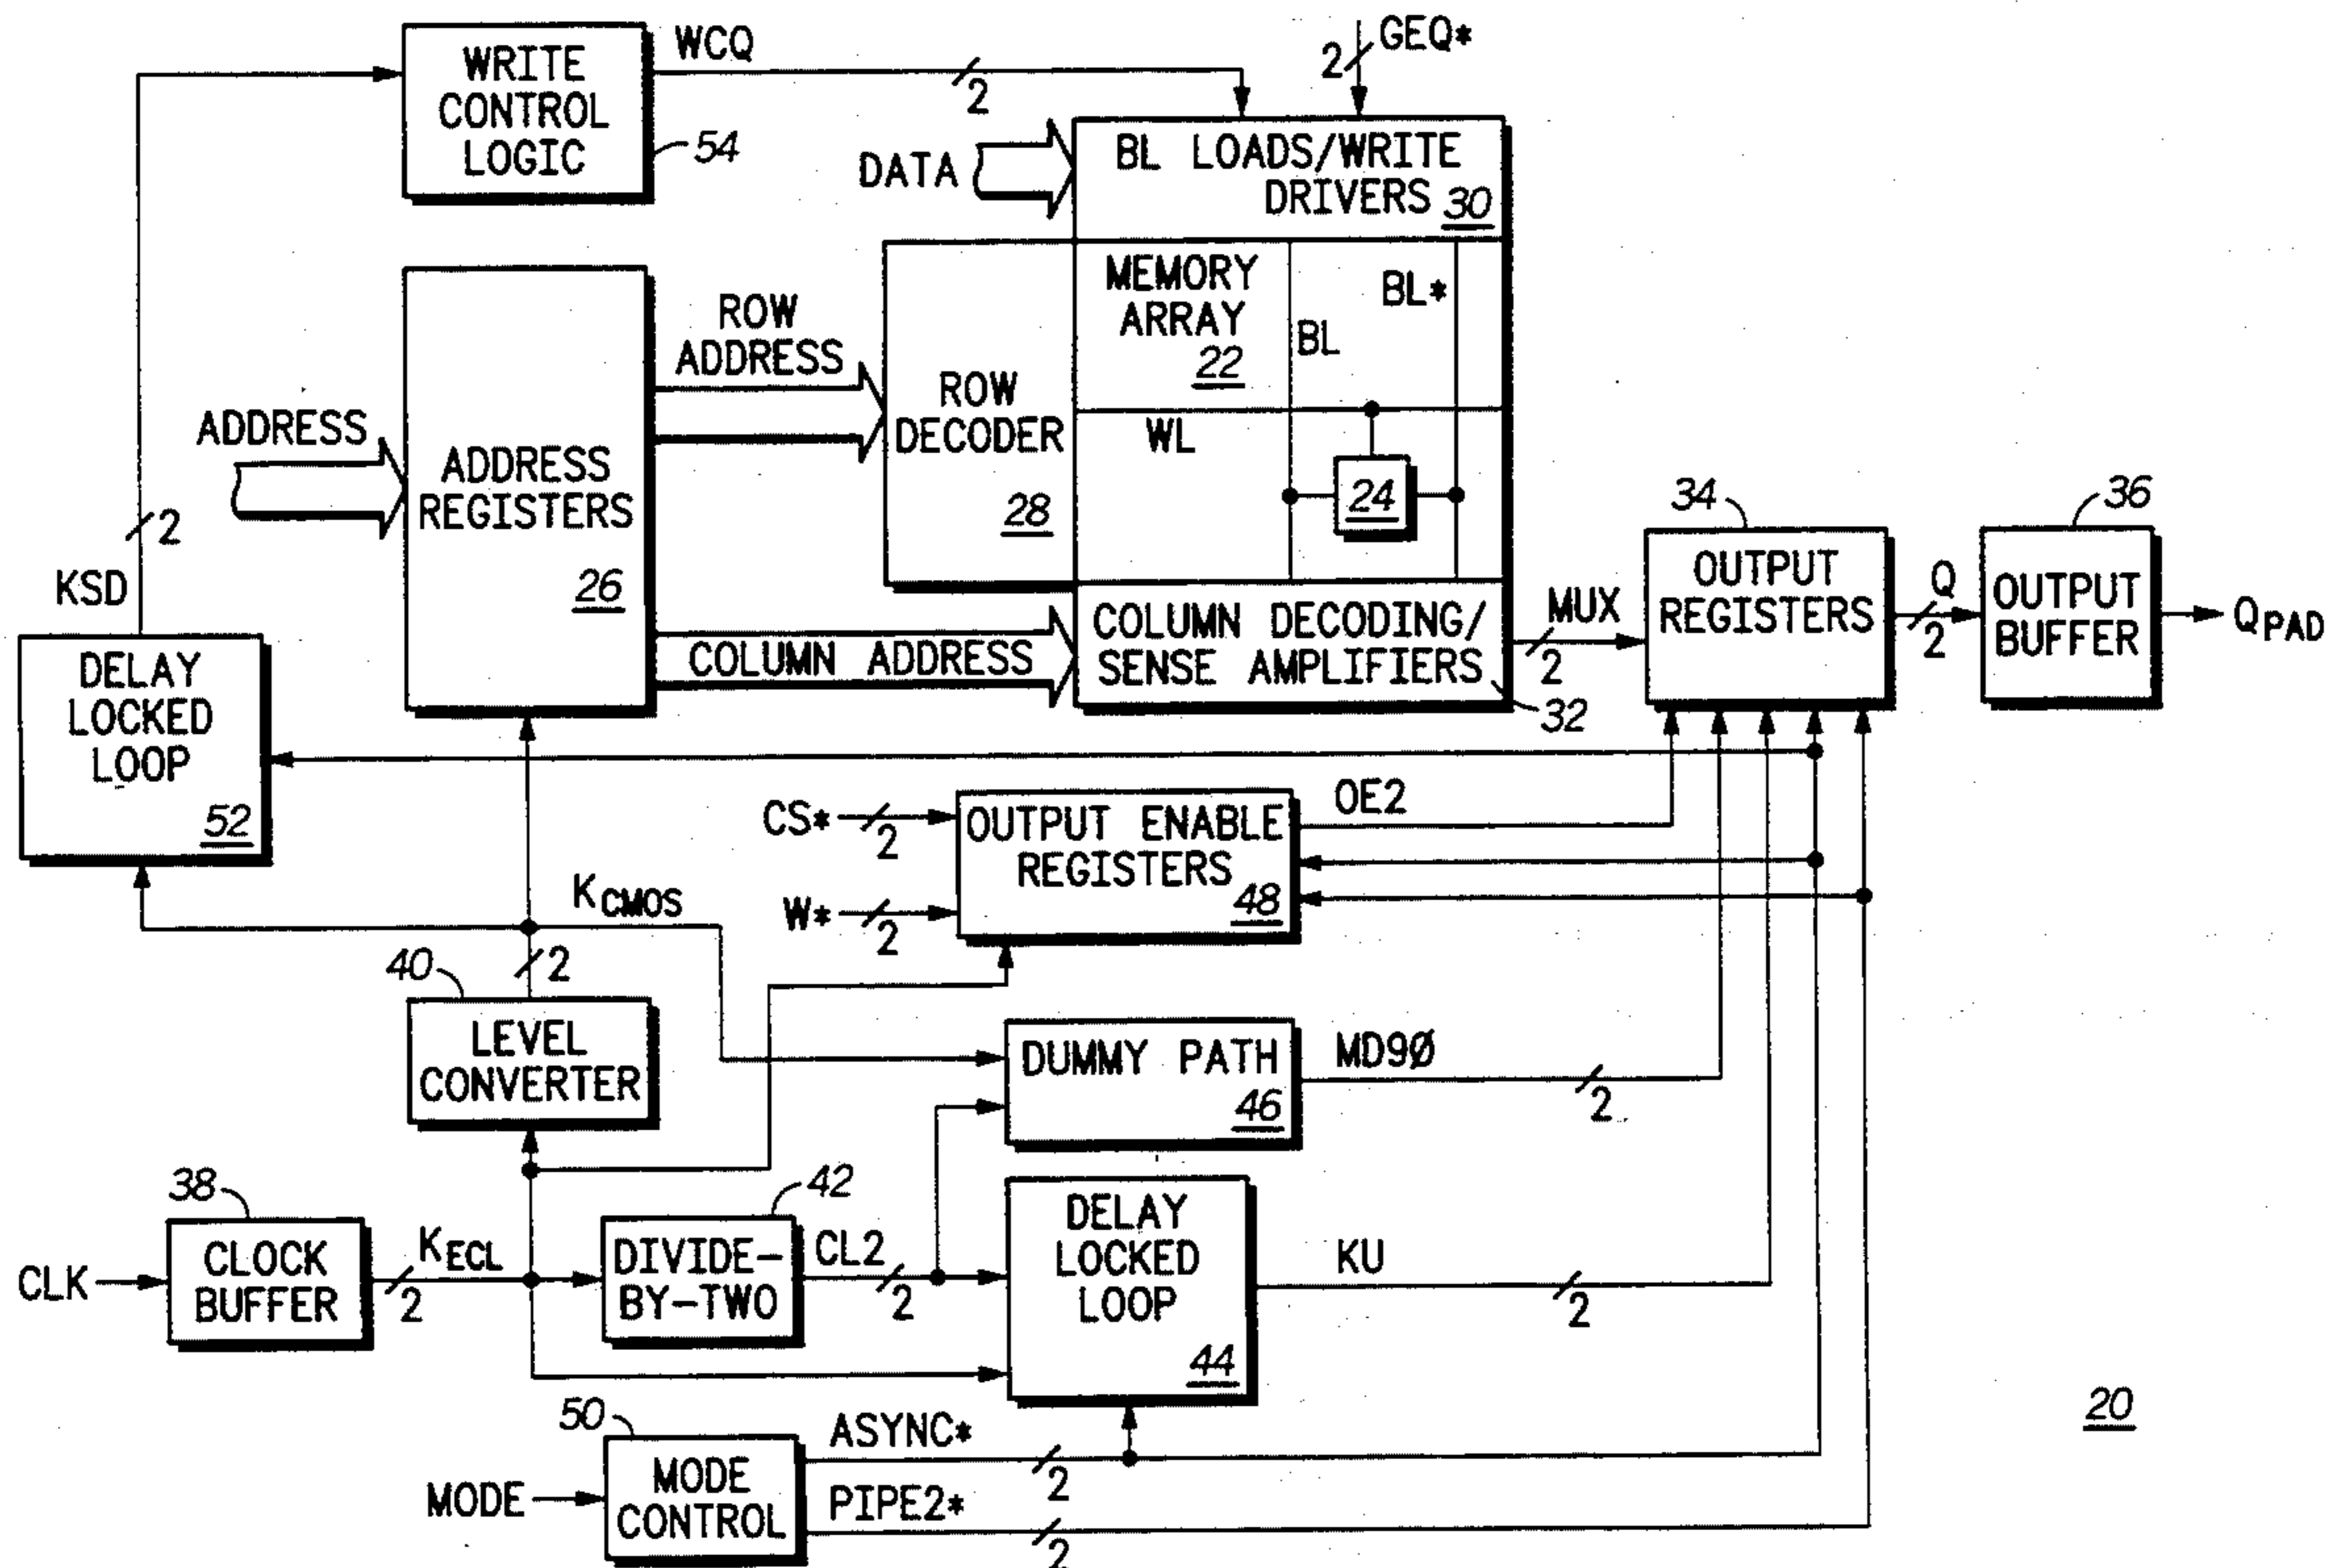 WCQ
2
GEQ*
2
WRITE
CONTROL
LOGIC
54
DATA
BL LOADS/WRITE
DRIVERS 30
MEMORY
ARRAY
22
BL
BL*
WL
24
ROW
ADDRESS
ROW
DECODER
28
ADDRESS
ADDRESS
REGISTERS
26
COLUMN ADDRESS
COLUMN DECODING/
SENSE AMPLIFIERS
32
MUX
2
34
OUTPUT
REGISTERS
Q
2
36
OUTPUT
BUFFER
QPAD
2
KSD
DELAY
LOCKED
LOOP
52
CS*
2
W*
2
OUTPUT ENABLE
REGISTERS
48
OE2
KCMOS
2
40
LEVEL
CONVERTER
DUMMY PATH
46
MD9Ø
2
38
CLOCK
BUFFER
CLK
KECL
2
42
DIVIDE-
BY-TWO
CL2
2
DELAY
LOCKED
LOOP
44
KU
2
50
MODE
CONTROL
MODE
ASYNC*
2
PIPE2*
2
20